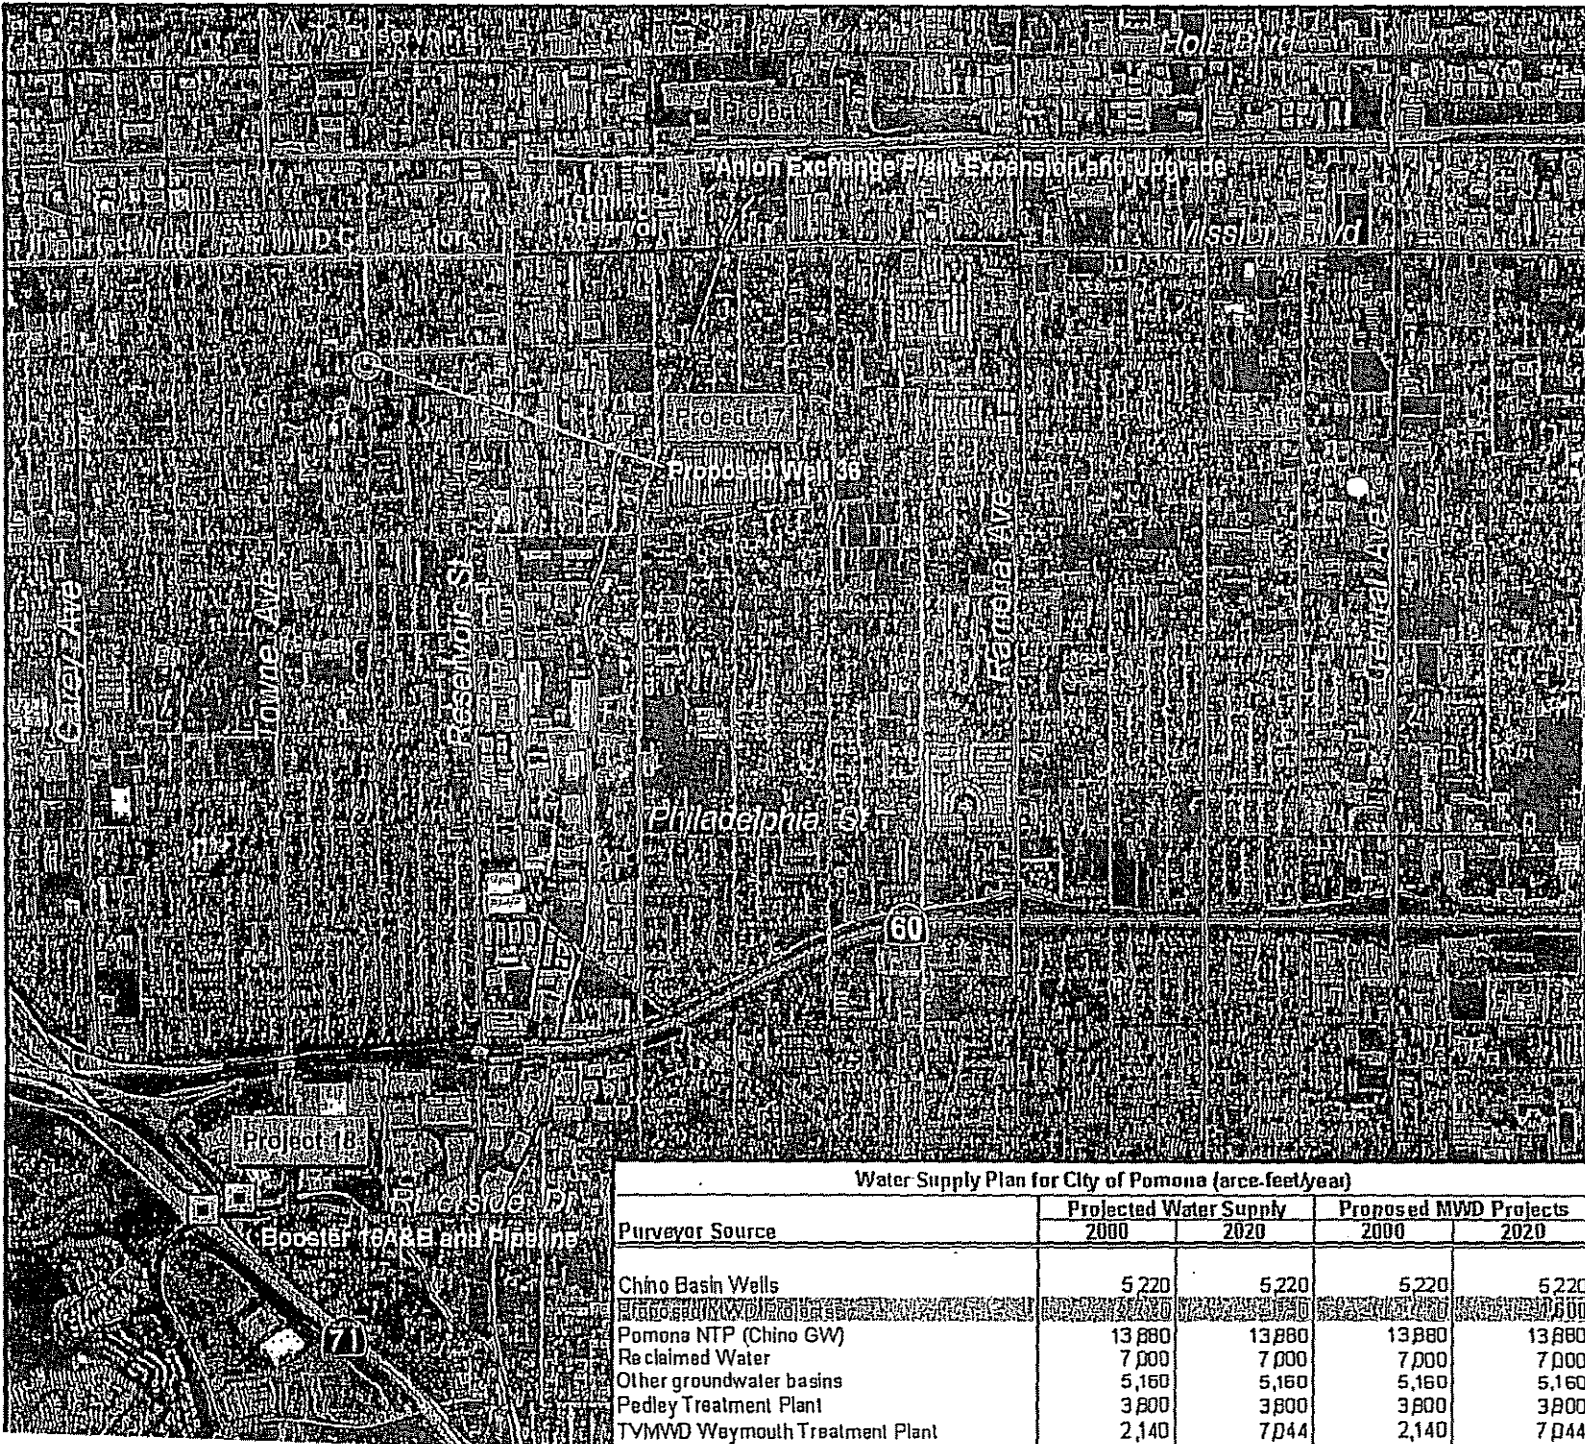 Holt Blvd
Project
Anion Exchange Plant Expansion and Upgrade
Mission Blvd
Project 17
Proposed Well 36
Garey Ave
Towne Ave
Reservoir St
Ramona Ave
Central Ave
Philadelphia St
60
Project 18
Riverside Dr
Booster 16A&B and Pipeline
71
Water Supply Plan for City of Pomona (arce-feet/year)
Projected Water Supply Proposed MWD Projects
Purveyor Source 2000 2020 2000 2020
Chino Basin Wells 5,220 5,220 5,220 5,220
Pomona NTP (Chino GW) 13,880 13,880 13,880 13,880
Reclaimed Water 7,000 7,000 7,000 7,000
Other groundwater basins 5,160 5,160 5,160 5,160
Pedley Treatment Plant 3,800 3,800 3,800 3,800
TVMWD Weymouth Treatment Plant 2,140 7,044 2,140 7,044